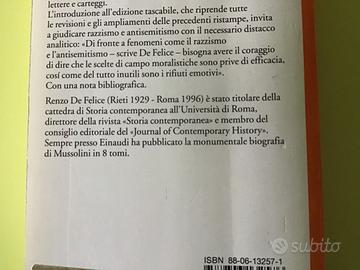 lettere e carteggi.
L'introduzione all'edizione tascabile, che riprende tutte
le revisioni e gli ampliamenti delle precedenti ristampe, invita
a giudicare razzismo e antisemitismo con il necessario distacco
analitico: «Di fronte a fenomeni come il razzismo
e l'antisemitismo – scrive De Felice – bisogna avere il coraggio
di dire che le scelte di campo moralistiche sono prive di efficacia,
cosí come del tutto inutili sono i rifiuti emotivi».
Con una nota bibliografica.
Renzo De Felice (Rieti 1929 - Roma 1996) è stato titolare della
cattedra di Storia contemporanea all'Università di Roma,
direttore della rivista «Storia contemporanea» e membro del
consiglio editoriale del «Journal of Contemporary History».
Sempre presso Einaudi ha pubblicato la monumentale biografia
di Mussolini in 8 tomi.
ISBN 88-06-13257-1
subito